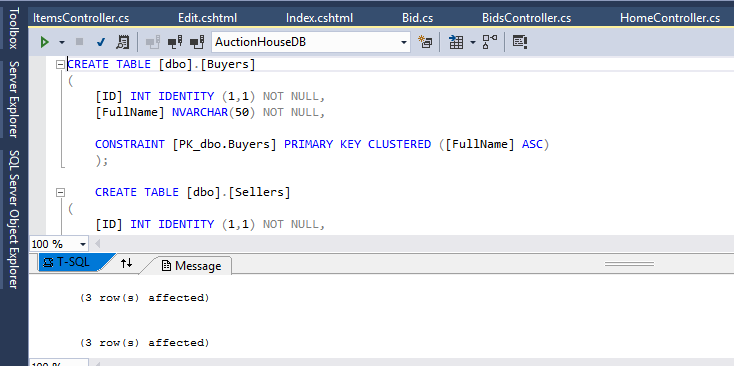 ItemsController.cs Edit.cshtml Index.cshtml Bid.cs BidsController.cs HomeController.cs
Toolbox
Server Explorer
SQL Server Object Explorer
AuctionHouseDB
CREATE TABLE [dbo].[Buyers]
(
[ID] INT IDENTITY (1,1) NOT NULL,
[FullName] NVARCHAR(50) NOT NULL,
CONSTRAINT [PK_dbo.Buyers] PRIMARY KEY CLUSTERED ([FullName] ASC)
);
CREATE TABLE [dbo].[Sellers]
(
[ID] INT IDENTITY (1,1) NOT NULL,
100 %
T-SQL Message
(3 row(s) affected)
(3 row(s) affected)
100 %